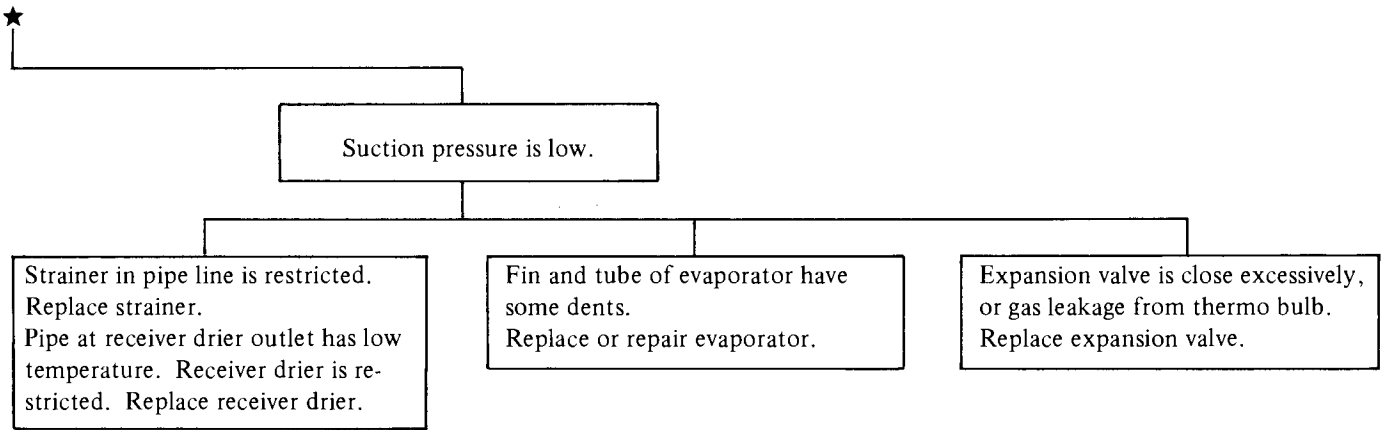 ★
Suction pressure is low.
Strainer in pipe line is restricted.
Replace strainer.
Pipe at receiver drier outlet has low
temperature. Receiver drier is re-
stricted. Replace receiver drier.
Fin and tube of evaporator have
some dents.
Replace or repair evaporator.
Expansion valve is close excessively,
or gas leakage from thermo bulb.
Replace expansion valve.